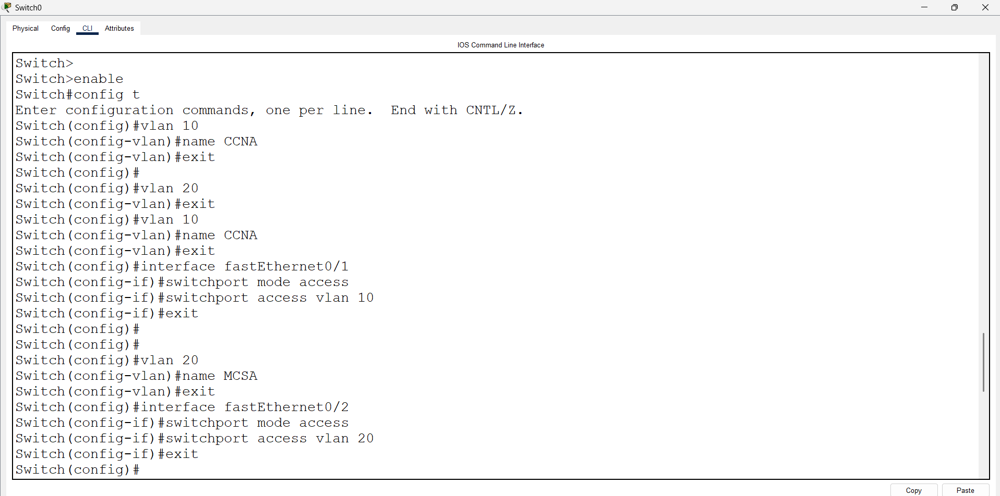 Switch0
Physical Config CLI Attributes
IOS Command Line Interface
Switch>
Switch>enable
Switch#config t
Enter configuration commands, one per line.  End with CNTL/Z.
Switch(config)#vlan 10
Switch(config-vlan)#name CCNA
Switch(config-vlan)#exit
Switch(config)#
Switch(config)#vlan 20
Switch(config-vlan)#exit
Switch(config)#vlan 10
Switch(config-vlan)#name CCNA
Switch(config-vlan)#exit
Switch(config)#interface fastEthernet0/1
Switch(config-if)#switchport mode access
Switch(config-if)#switchport access vlan 10
Switch(config-if)#exit
Switch(config)#
Switch(config)#
Switch(config)#vlan 20
Switch(config-vlan)#name MCSA
Switch(config-vlan)#exit
Switch(config)#interface fastEthernet0/2
Switch(config-if)#switchport mode access
Switch(config-if)#switchport access vlan 20
Switch(config-if)#exit
Switch(config)#
Copy Paste